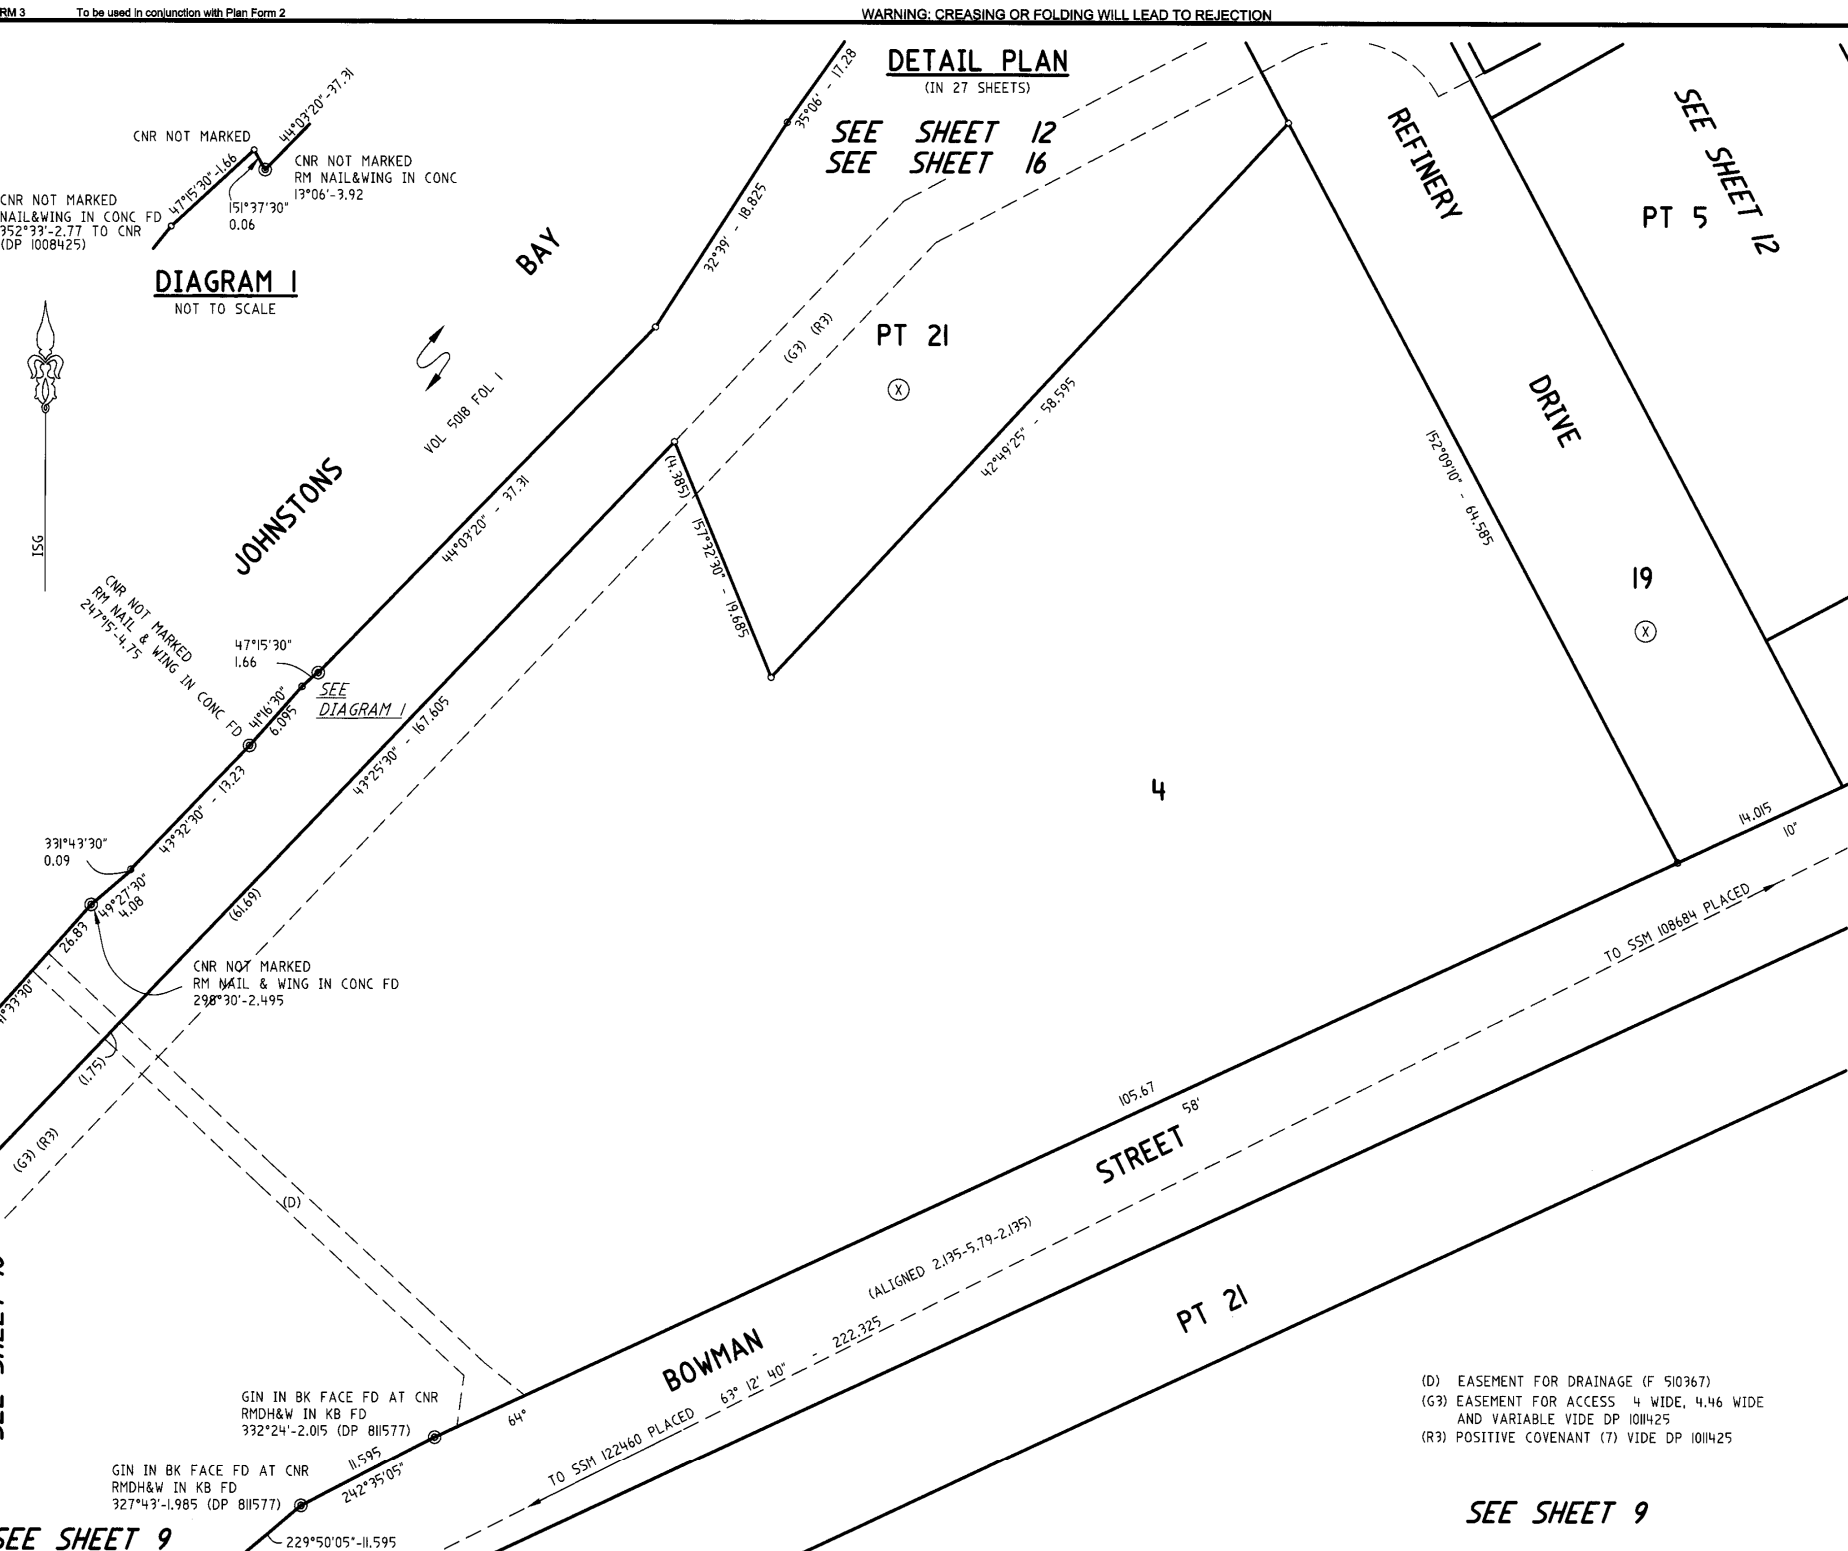 RM 3 To be used in conjunction with Plan Form 2
WARNING: CREASING OR FOLDING WILL LEAD TO REJECTION
DETAIL PLAN
(IN 27 SHEETS)
SEE SHEET 12
SEE SHEET 16
CNR NOT MARKED
44°03'20"-37.31
47°15'30"-1.66
CNR NOT MARKED
RM NAIL&WING IN CONC
13°06'-3.92
151°37'30"
0.06
CNR NOT MARKED
NAIL&WING IN CONC FD
352°33'-2.77 TO CNR
(DP 1008425)
DIAGRAM 1
NOT TO SCALE
ISG
JOHNSTONS BAY
VOL 5018 FOL 1
35°06' - 17.28
32°39' - 18.825
44°03'20" - 37.31
(G3) (R3)
PT 21
X
42°49'25" - 58.595
(4.385)
157°32'30" - 19.685
REFINERY DRIVE
152°09'10" - 64.585
SEE SHEET 12
PT 5
19
X
CNR NOT MARKED
RM NAIL & WING IN CONC FD
247°15'-4.75
47°15'30"
1.66
SEE
DIAGRAM 1
41°16'30"
6.095
43°25'30" - 167.605
43°32'30" - 13.23
331°43'30"
0.09
49°27'30"
4.08
(61.69)
26.83
CNR NOT MARKED
RM NAIL & WING IN CONC FD
298°30'-2.495
(1.75)
(G3) (R3)
(D)
4
14.015
10"
TO SSM 108684 PLACED
105.67
58'
BOWMAN STREET
(ALIGNED 2.135-5.79-2.135)
63° 12' 40" - 222.325
TO SSM 122460 PLACED
64°
PT 21
GIN IN BK FACE FD AT CNR
RMDH&W IN KB FD
332°24'-2.015 (DP 811577)
11.595
242°35'05"
GIN IN BK FACE FD AT CNR
RMDH&W IN KB FD
327°43'-1.985 (DP 811577)
229°50'05"-11.595
SEE SHEET 9
(D) EASEMENT FOR DRAINAGE (F 510367)
(G3) EASEMENT FOR ACCESS 4 WIDE, 4.46 WIDE
AND VARIABLE VIDE DP 1011425
(R3) POSITIVE COVENANT (7) VIDE DP 1011425
SEE SHEET 9